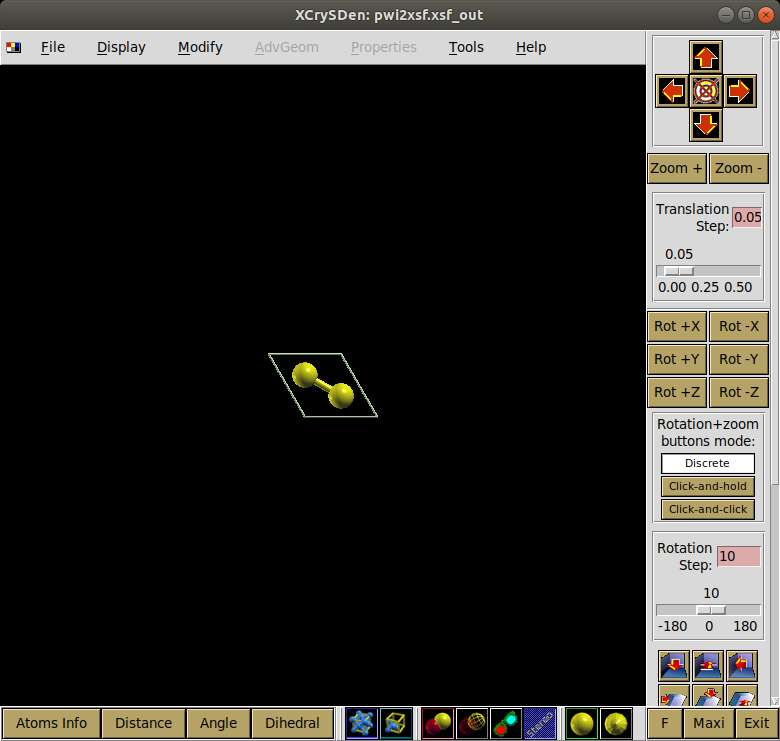 XCrySDen: pwi2xsf.xsf_out
File Display Modify AdvGeom Properties Tools Help
Zoom + Zoom -
Translation
Step: 0.05
0.05
0.00 0.25 0.50
Rot +X Rot -X
Rot +Y Rot -Y
Rot +Z Rot -Z
Rotation+zoom
buttons mode:
Discrete
Click-and-hold
Click-and-click
Rotation
Step: 10
10
-180 0 180
Atoms Info Distance Angle Dihedral Stereo F Maxi Exit